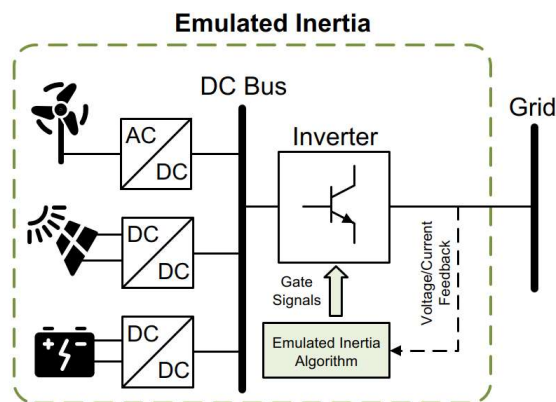 Emulated Inertia
DC Bus
Grid
Inverter
AC
DC
DC
DC
DC
DC
Gate
Signals
Voltage/Current
Feedback
Emulated Inertia
Algorithm